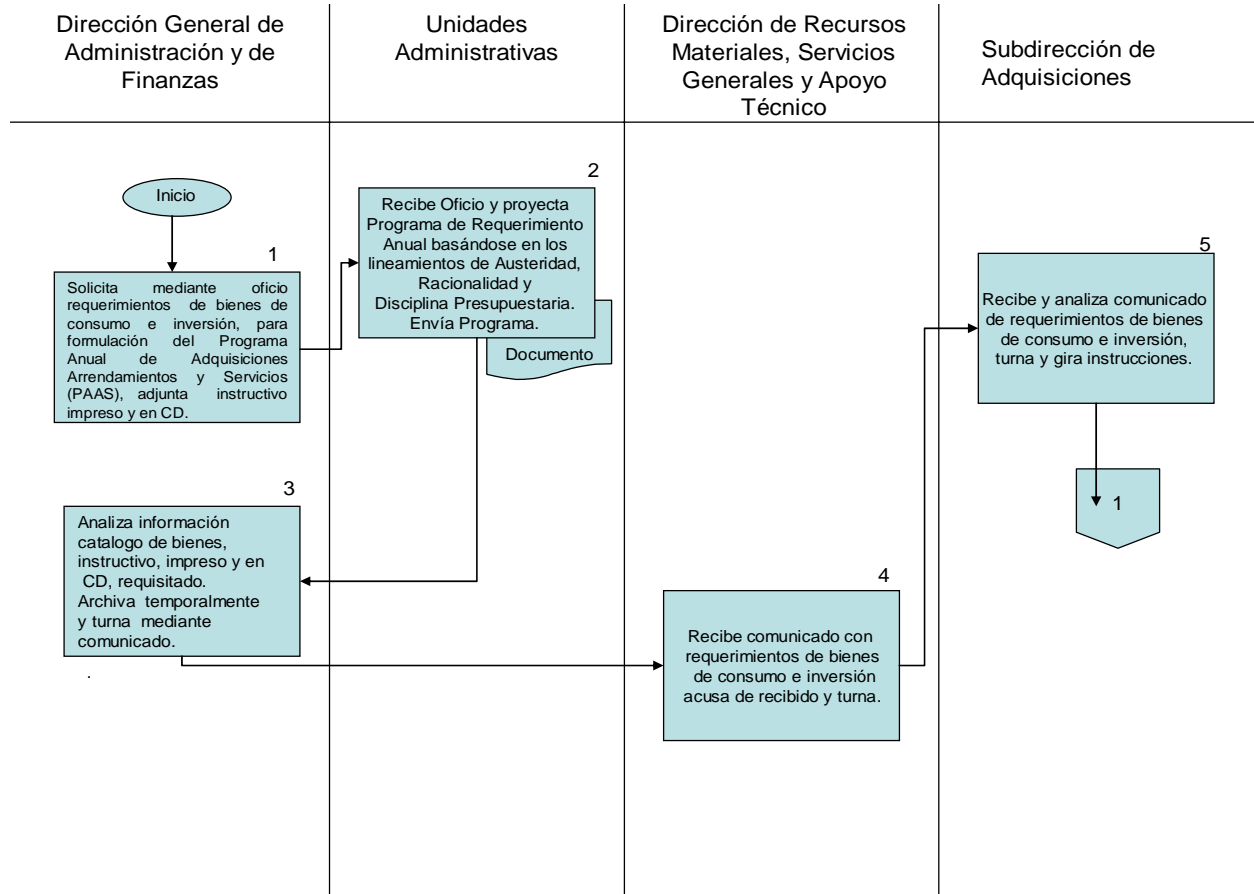 Dirección General de
Administración y de
Finanzas
Unidades
Administrativas
Dirección de Recursos
Materiales, Servicios
Generales y Apoyo
Técnico
Subdirección de
Adquisiciones
Inicio
1
Solicita mediante oficio
requerimientos de bienes de
consumo e inversión, para
formulación del Programa
Anual de Adquisiciones
Arrendamientos y Servicios
(PAAS), adjunta instructivo
impreso y en CD.
2
Recibe Oficio y proyecta
Programa de Requerimiento
Anual basándose en los
lineamientos de Austeridad,
Racionalidad y
Disciplina Presupuestaria.
Envía Programa.
Documento
3
Analiza información
catalogo de bienes,
instructivo, impreso y en
CD, requisitado.
Archiva temporalmente
y turna mediante
comunicado.
.
4
Recibe comunicado con
requerimientos de bienes
de consumo e inversión
acusa de recibido y turna.
5
Recibe y analiza comunicado
de requerimientos de bienes
de consumo e inversión,
turna y gira instrucciones.
1